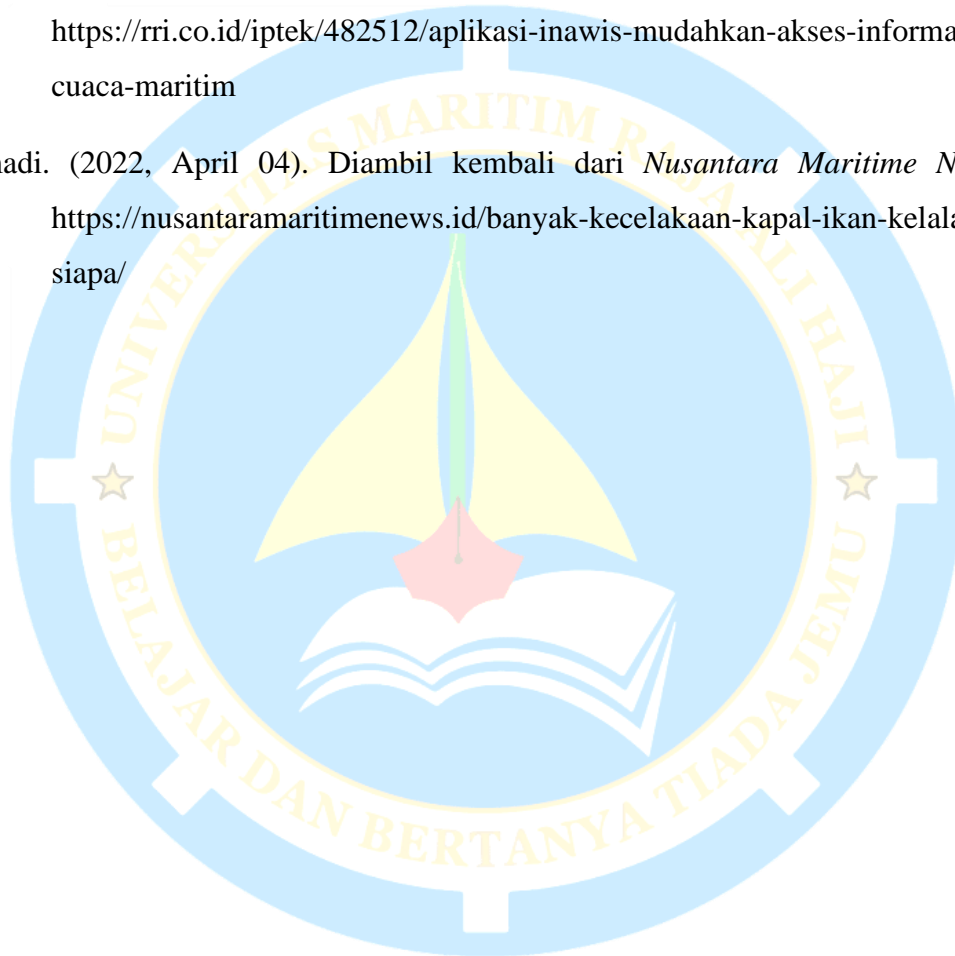 https://rri.co.id/iptek/482512/aplikasi-inawis-mudahkan-akses-informa
cuaca-maritim
adi. (2022, April 04). Diambil kembali dari Nusantara Maritime N
https://nusantaramaritimenews.id/banyak-kecelakaan-kapal-ikan-kelala
siapa/
UNIVERSITAS MARITIM RAJA ALI HAJI
BELAJAR DAN BERTANYA TIADA JEMU